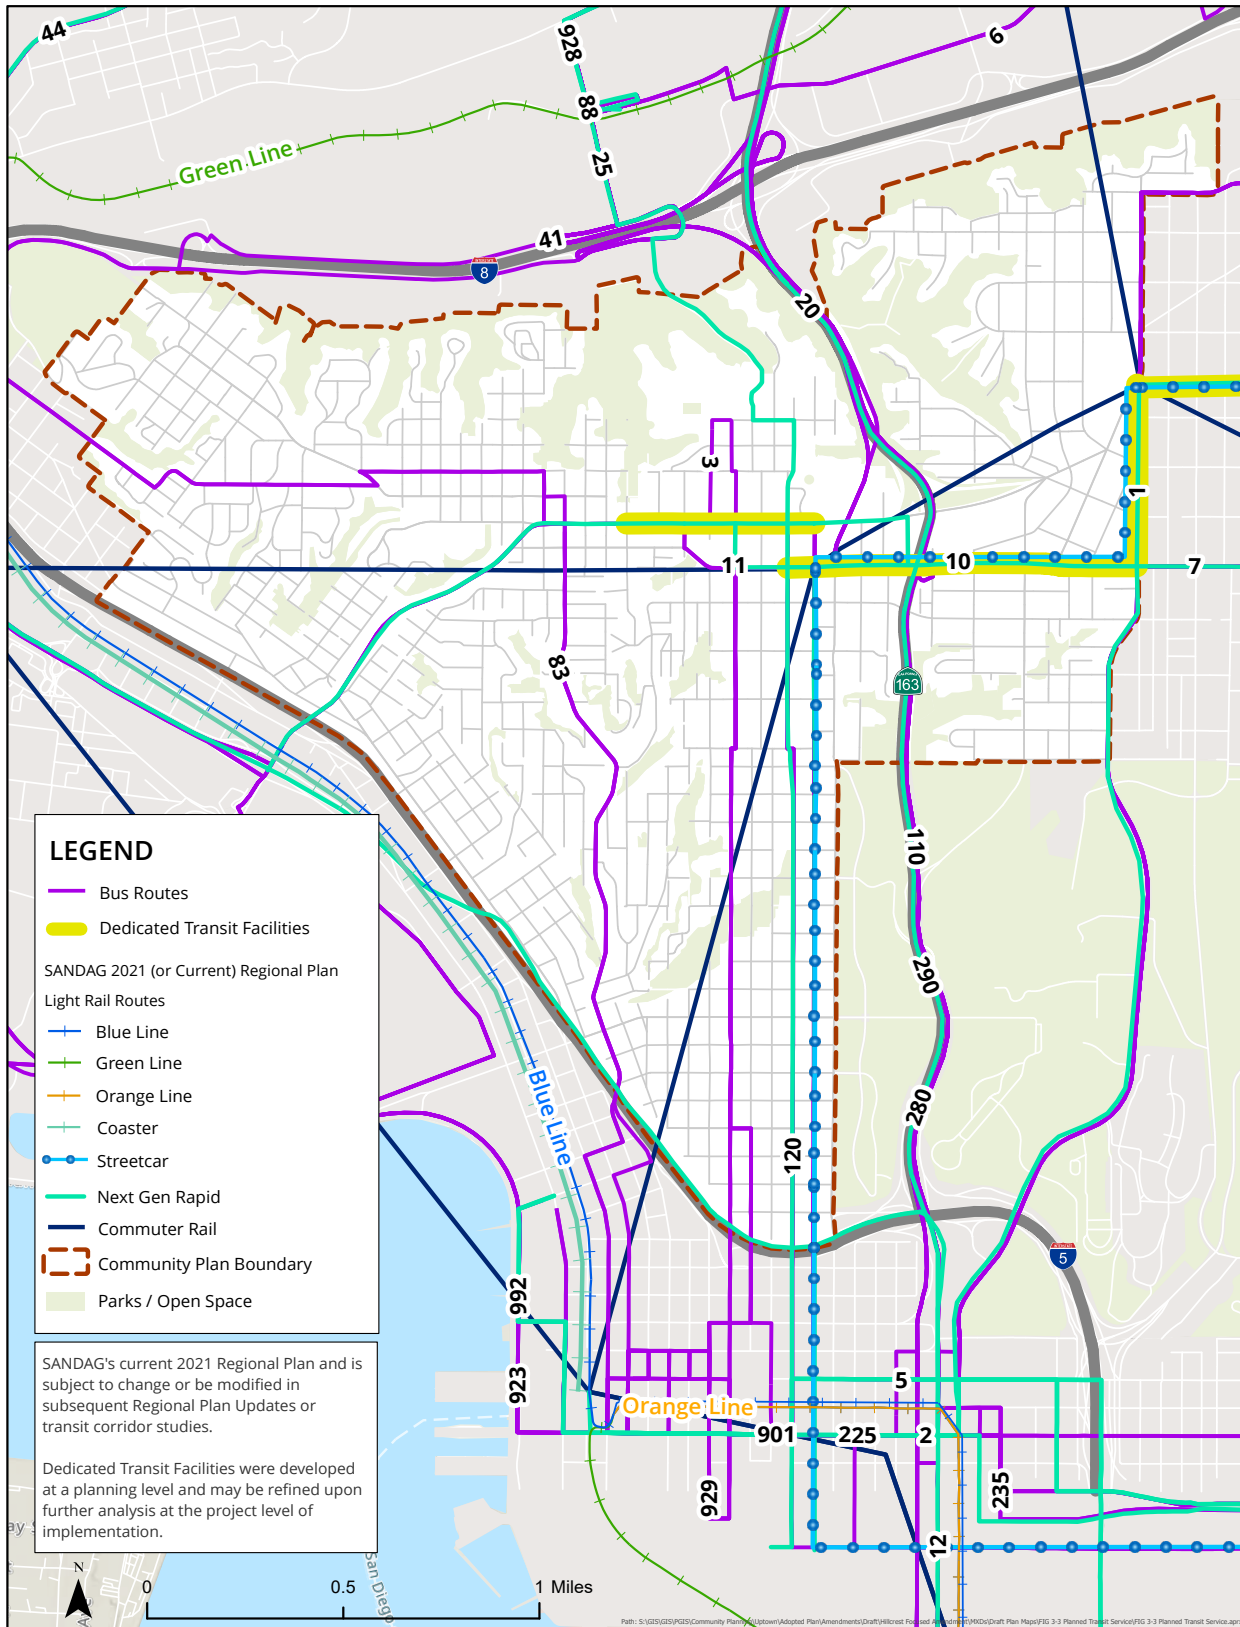 44
928
6
88
25
Green Line
41
8
20
3
1
11
10
7
83
163
110
290
280
Blue Line
120
5
992
923
5
Orange Line
901
225
2
929
235
12
LEGEND
Bus Routes
Dedicated Transit Facilities
SANDAG 2021 (or Current) Regional Plan
Light Rail Routes
Blue Line
Green Line
Orange Line
Coaster
Streetcar
Next Gen Rapid
Commuter Rail
Community Plan Boundary
Parks / Open Space
SANDAG's current 2021 Regional Plan and is
subject to change or be modified in
subsequent Regional Plan Updates or
transit corridor studies.
Dedicated Transit Facilities were developed
at a planning level and may be refined upon
further analysis at the project level of
implementation.
San Diego
N
0
0.5
1 Miles